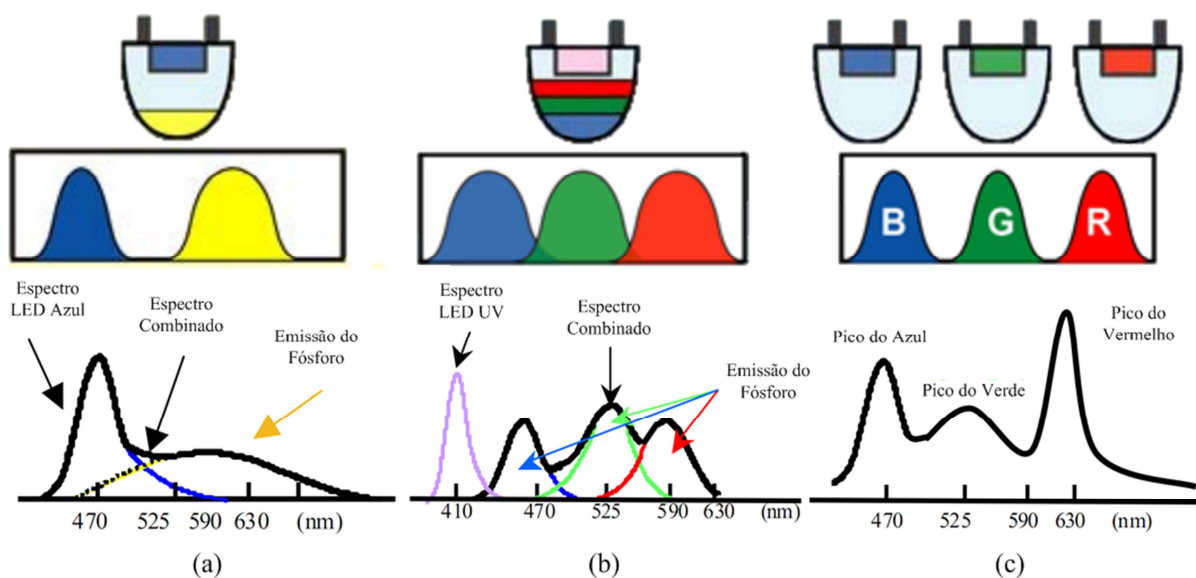 B G R
Espectro
LED Azul
Espectro
Combinado
Emissão do
Fósforo
470 525 590 630 (nm)
(a)
Espectro
LED UV
Espectro
Combinado
Emissão do
Fósforo
410 470 525 590 630 (nm)
(b)
Pico do Azul
Pico do Verde
Pico do
Vermelho
470 525 590 630 (nm)
(c)